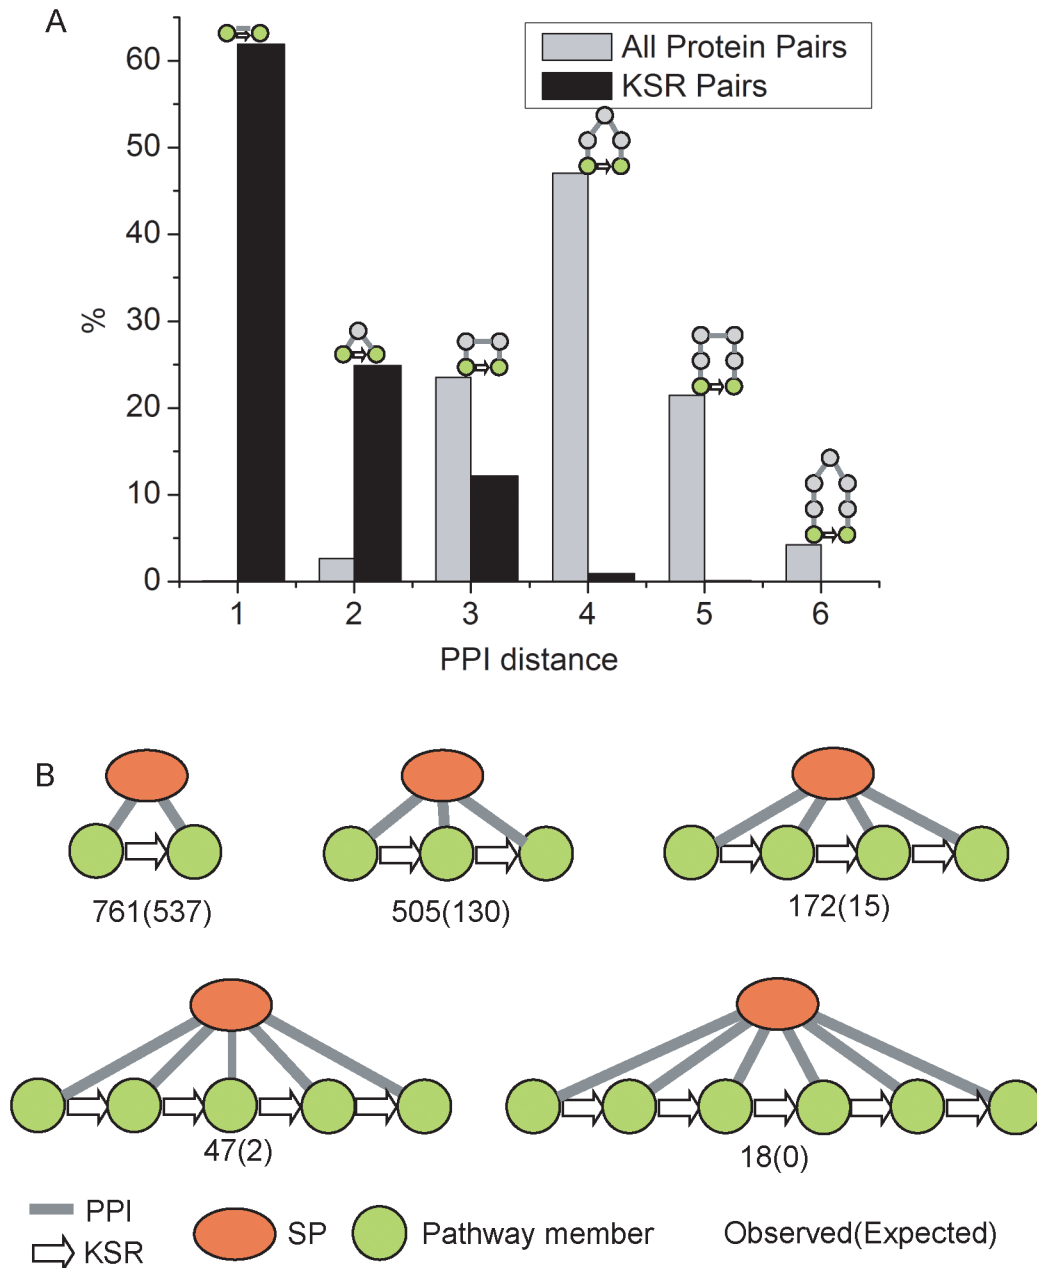 A
All Protein Pairs
KSR Pairs
60
50
40
30
20
10
0
%
1 2 3 4 5 6
PPI distance
B
761(537)
505(130)
172(15)
47(2)
18(0)
PPI
KSR
SP
Pathway member
Observed(Expected)